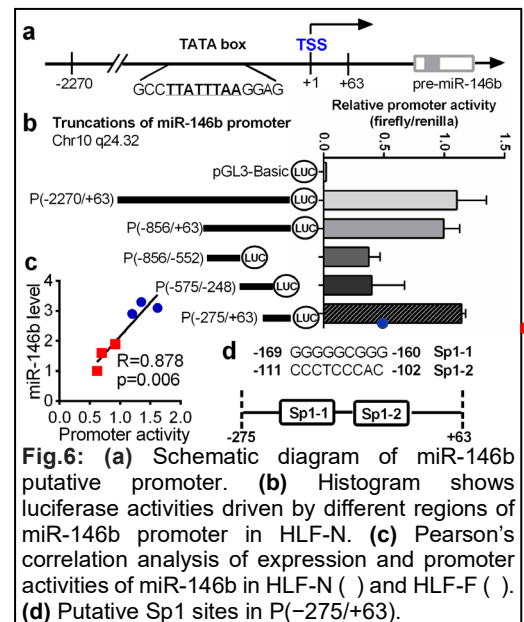 a
TATA box
TSS
-2270
GCCTTATTTAAGGAG
+1
+63
pre-miR-146b
Relative promoter activity
(firefly/renilla)
b Truncations of miR-146b promoter
Chr10 q24.32
0.0
0.5
1.0
1.5
pGL3-Basic LUC
P(-2270/+63) LUC
P(-856/+63) LUC
P(-856/-552) LUC
P(-575/-248) LUC
P(-275/+63) LUC
c
miR-146b level
4
3
2
1
0
R=0.878
p=0.006
0.0 0.5 1.0 1.5 2.0
Promoter activity
d
-169 GGGGGCGGG -160 Sp1-1
-111 CCCTCCCAC -102 Sp1-2
Sp1-1 Sp1-2
-275 +63
Fig.6: (a) Schematic diagram of miR-146b
putative promoter. (b) Histogram shows
luciferase activities driven by different regions of
miR-146b promoter in HLF-N. (c) Pearson's
correlation analysis of expression and promoter
activities of miR-146b in HLF-N ( ) and HLF-F ( ).
(d) Putative Sp1 sites in P(−275/+63).